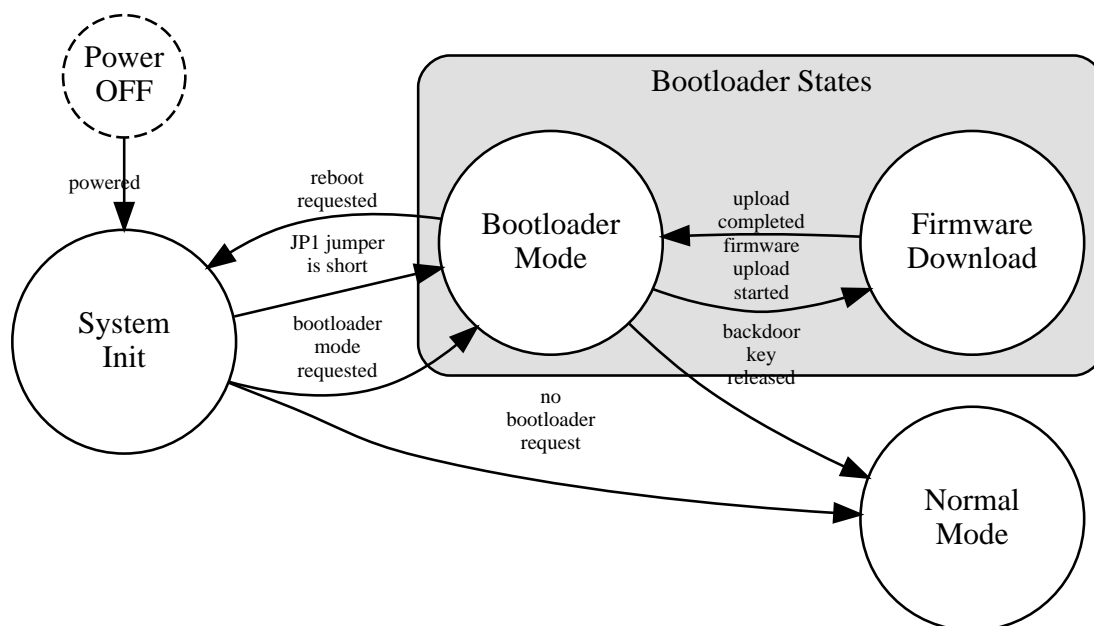 Power
OFF
Bootloader States
powered
reboot
requested
Bootloader
Mode
upload
completed
Firmware
Download
JP1 jumper
is short
firmware
upload
started
System
Init
bootloader
mode
requested
backdoor
key
released
no
bootloader
request
Normal
Mode